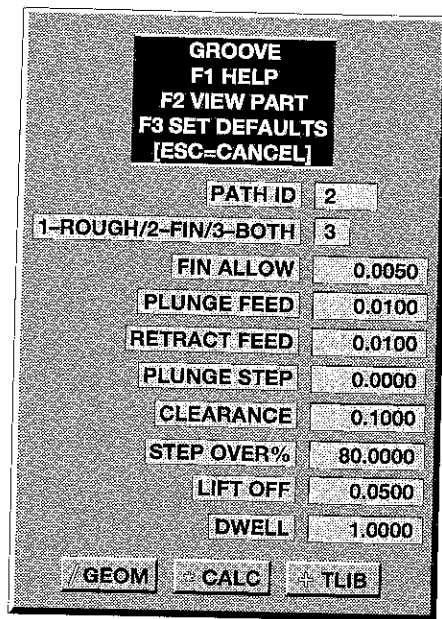 GROOVE
F1 HELP
F2 VIEW PART
F3 SET DEFAULTS
[ESC=CANCEL]
PATH ID 2
1-ROUGH/2-FIN/3-BOTH 3
FIN ALLOW 0.0050
PLUNGE FEED 0.0100
RETRACT FEED 0.0100
PLUNGE STEP 0.0000
CLEARANCE 0.1000
STEP OVER% 80.0000
LIFT OFF 0.0500
DWELL 1.0000
/ GEOM - CALC + TLIB